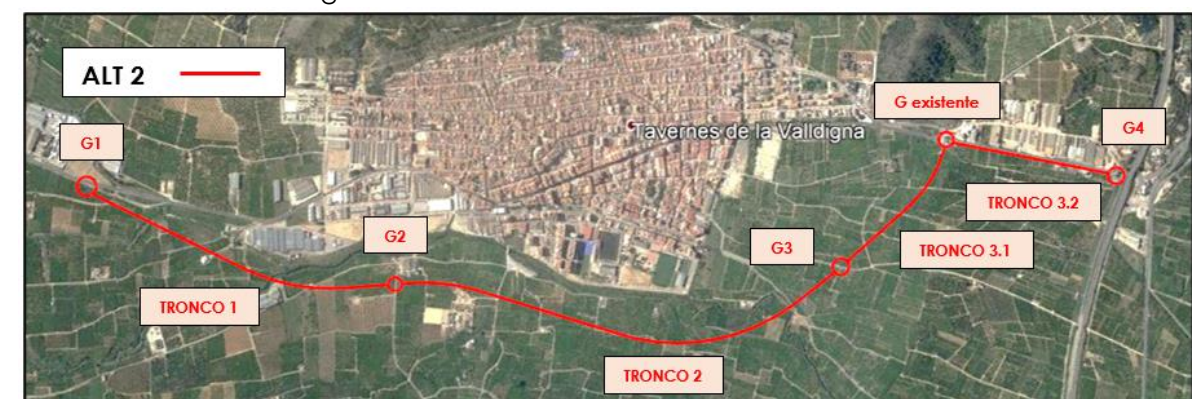 ALT 2
G existente
G4
G1
Tavernes de la Valldigna
TRONCO 3.2
G2
G3
TRONCO 3.1
TRONCO 1
TRONCO 2